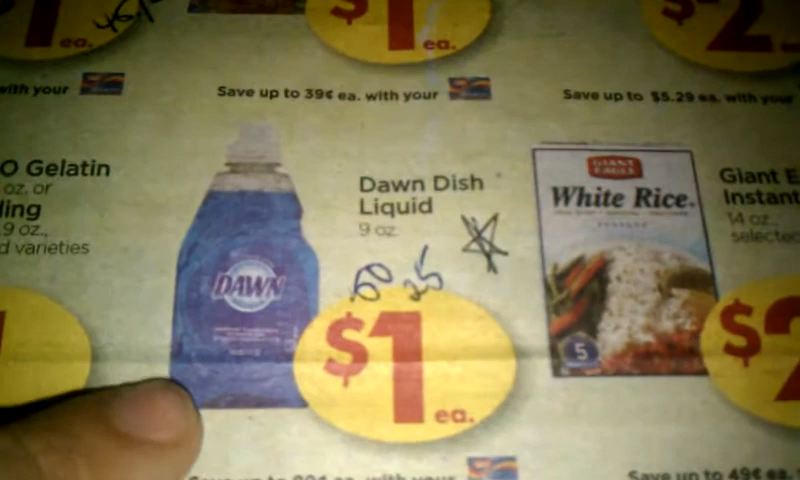 $1
ea.
$1
ea.
$2
with your
Save up to 39¢ ea. with your
Save up to $5.29 ea. with your
O Gelatin
oz. or
9 oz.,
d varieties
DAWN
Dawn Dish
Liquid
9 oz.
50 25
$1
ea.
GIANT
EAGLE
White Rice
5
Giant E
Instant
14 oz.,
selected
$2
with your
Save up to 49¢ ea.